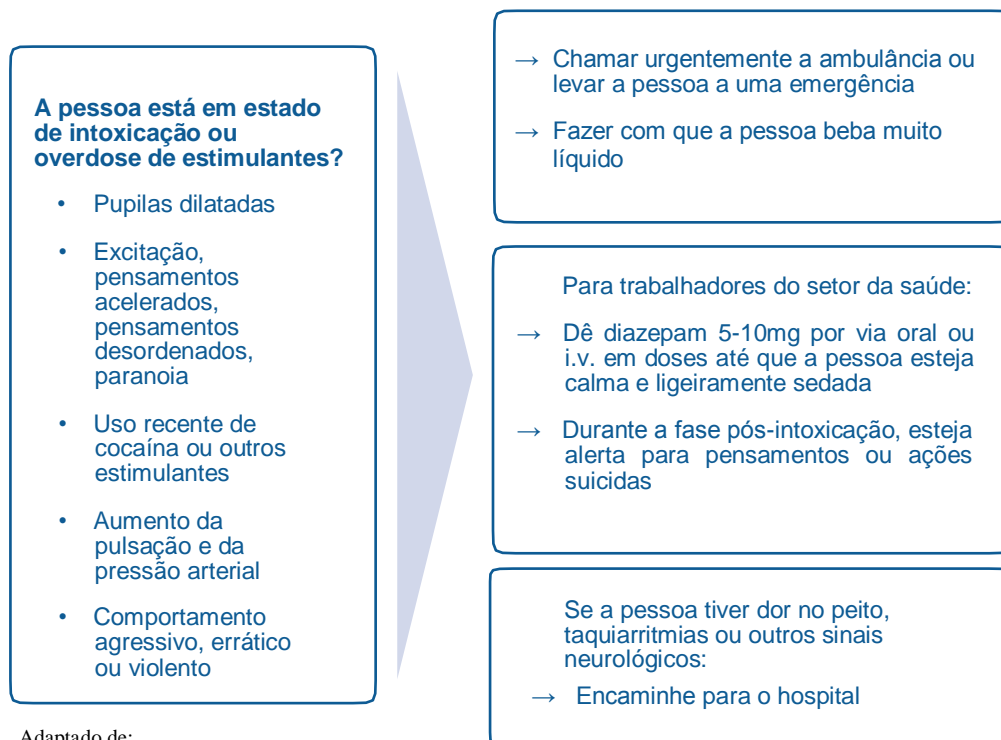 A pessoa está em estado
de intoxicação ou
overdose de estimulantes?
• Pupilas dilatadas
• Excitação,
pensamentos
acelerados,
pensamentos
desordenados,
paranoia
• Uso recente de
cocaína ou outros
estimulantes
• Aumento da
pulsação e da
pressão arterial
• Comportamento
agressivo, errático
ou violento
→ Chamar urgentemente a ambulância ou
levar a pessoa a uma emergência
→ Fazer com que a pessoa beba muito
líquido
Para trabalhadores do setor da saúde:
→ Dê diazepam 5-10mg por via oral ou
i.v. em doses até que a pessoa esteja
calma e ligeiramente sedada
→ Durante a fase pós-intoxicação, esteja
alerta para pensamentos ou ações
suicidas
Se a pessoa tiver dor no peito,
taquiarritmias ou outros sinais
neurológicos:
→ Encaminhe para o hospital
Adaptado de: